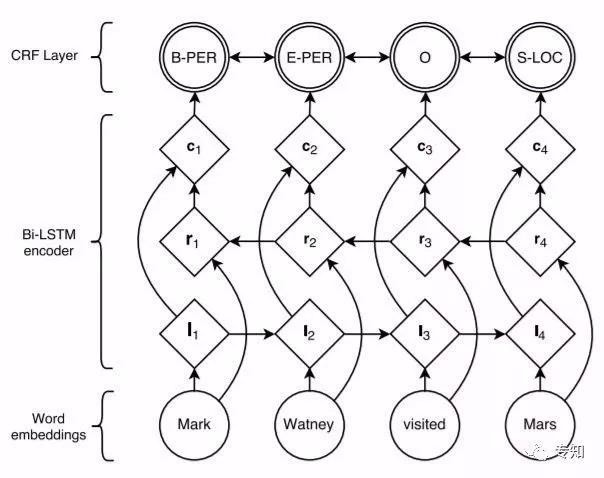 CRF Layer
B-PER
E-PER
O
S-LOC
c1
c2
c3
c4
Bi-LSTM
encoder
r1
r2
r3
r4
l1
l2
l3
l4
Word
embeddings
Mark
Watney
visited
Mars
专知